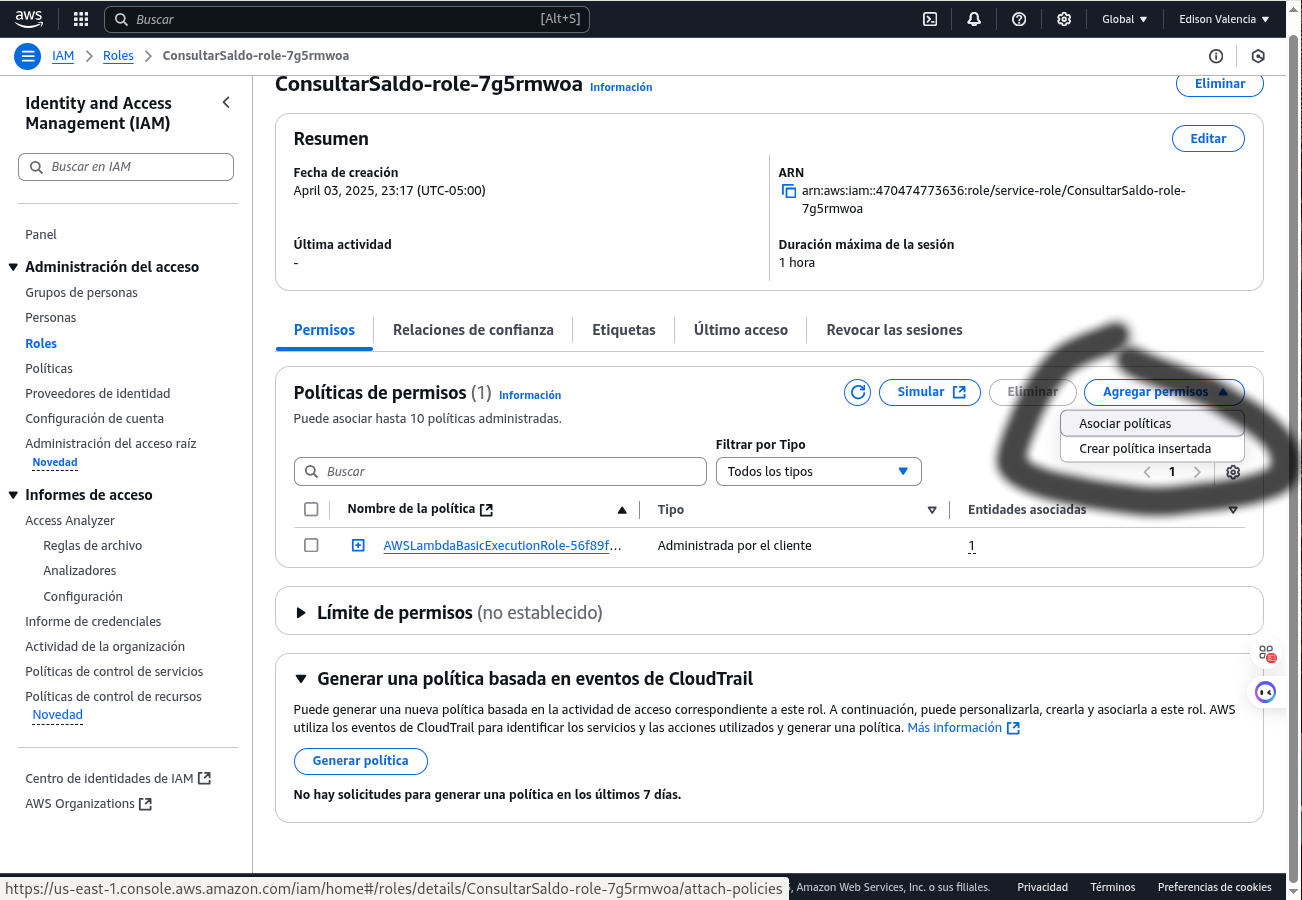 aws
Buscar
[Alt+S]
Global
Edison Valencia
IAM
Roles
ConsultarSaldo-role-7g5rmwoa
Identity and Access
Management (IAM)
Buscar en IAM
Panel
Administración del acceso
Grupos de personas
Personas
Roles
Políticas
Proveedores de identidad
Configuración de cuenta
Administración del acceso raíz
Novedad
Informes de acceso
Access Analyzer
Reglas de archivo
Analizadores
Configuración
Informe de credenciales
Actividad de la organización
Políticas de control de servicios
Políticas de control de recursos
Novedad
Centro de identidades de IAM
AWS Organizations
ConsultarSaldo-role-7g5rmwoa Información
Eliminar
Resumen
Editar
Fecha de creación
April 03, 2025, 23:17 (UTC-05:00)
ARN
arn:aws:iam::470474773636:role/service-role/ConsultarSaldo-role-
7g5rmwoa
Última actividad
-
Duración máxima de la sesión
1 hora
Permisos
Relaciones de confianza
Etiquetas
Último acceso
Revocar las sesiones
Políticas de permisos (1) Información
Simular
Eliminar
Agregar permisos
Puede asociar hasta 10 políticas administradas.
Asociar políticas
Crear política insertada
Filtrar por Tipo
Buscar
Todos los tipos
1
Nombre de la política
Tipo
Entidades asociadas
AWSLambdaBasicExecutionRole-56f89f...
Administrada por el cliente
1
Límite de permisos (no establecido)
Generar una política basada en eventos de CloudTrail
Puede generar una nueva política basada en la actividad de acceso correspondiente a este rol. A continuación, puede personalizarla, crearla y asociarla a este rol. AWS
utiliza los eventos de CloudTrail para identificar los servicios y las acciones utilizados y generar una política. Más información
Generar política
No hay solicitudes para generar una política en los últimos 7 días.
https://us-east-1.console.aws.amazon.com/iam/home#/roles/details/ConsultarSaldo-role-7g5rmwoa/attach-policies
, Amazon Web Services, Inc. o sus filiales.
Privacidad
Términos
Preferencias de cookies